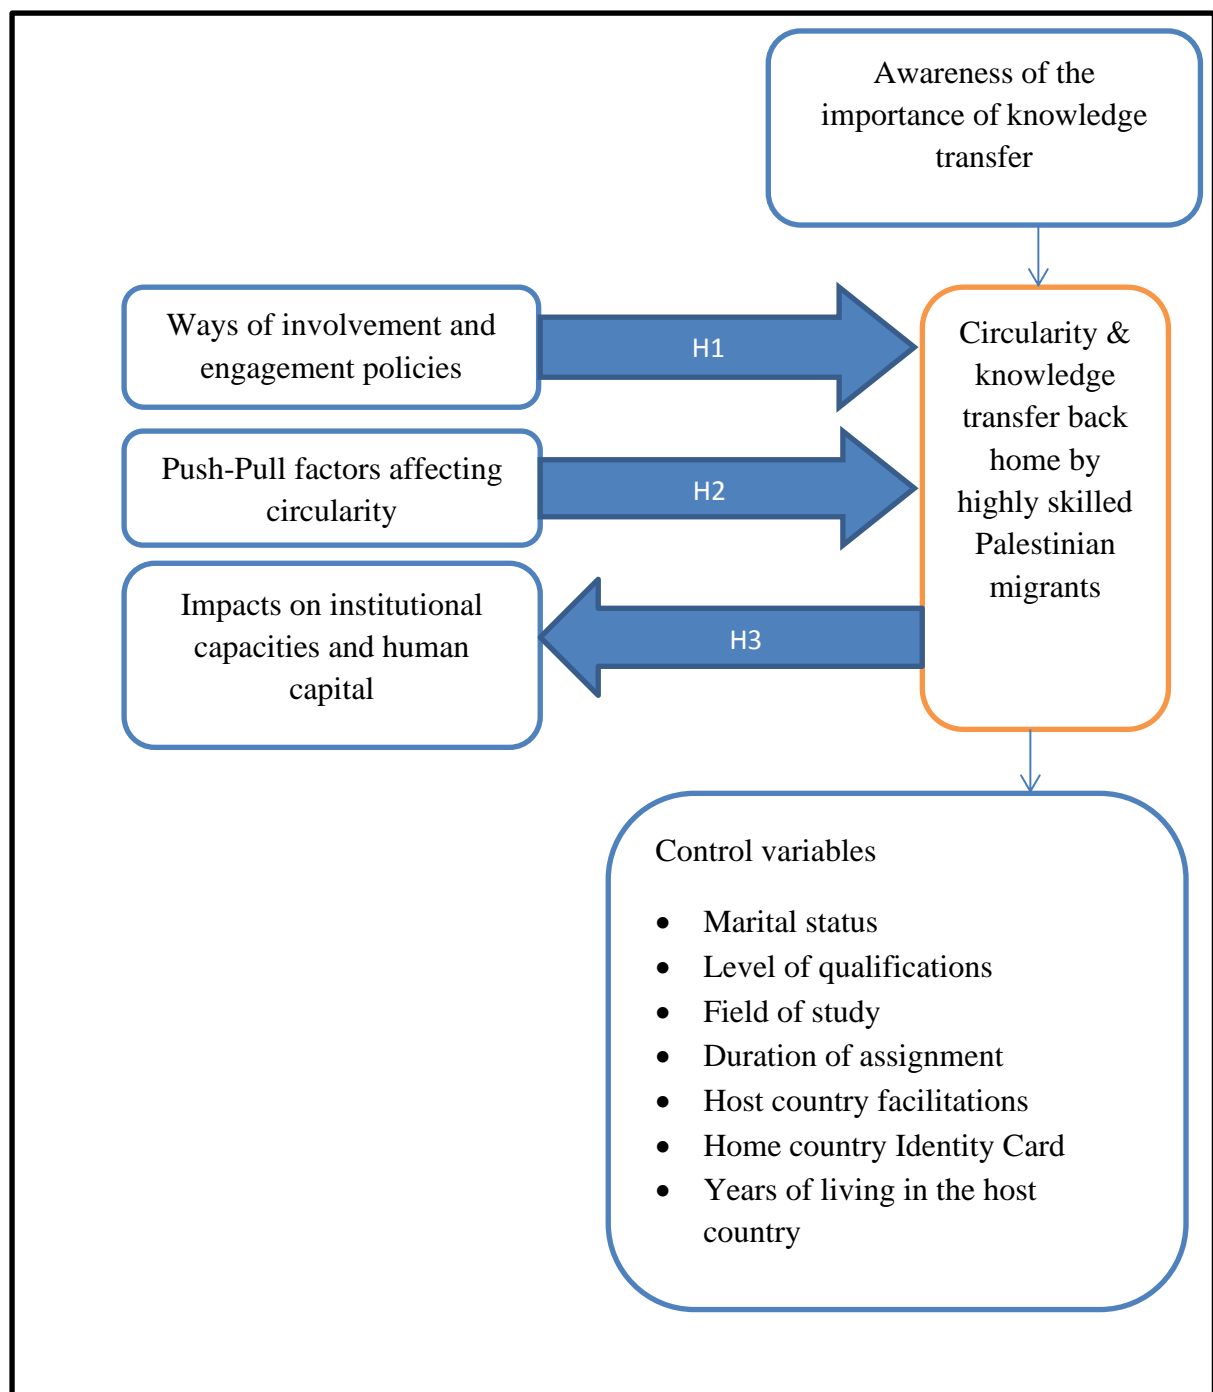 Awareness of the
importance of knowledge
transfer
Ways of involvement and
engagement policies
H1
Push-Pull factors affecting
circularity
H2
Impacts on institutional
capacities and human
capital
H3
Circularity &
knowledge
transfer back
home by
highly skilled
Palestinian
migrants
Control variables
• Marital status
• Level of qualifications
• Field of study
• Duration of assignment
• Host country facilitations
• Home country Identity Card
• Years of living in the host
country